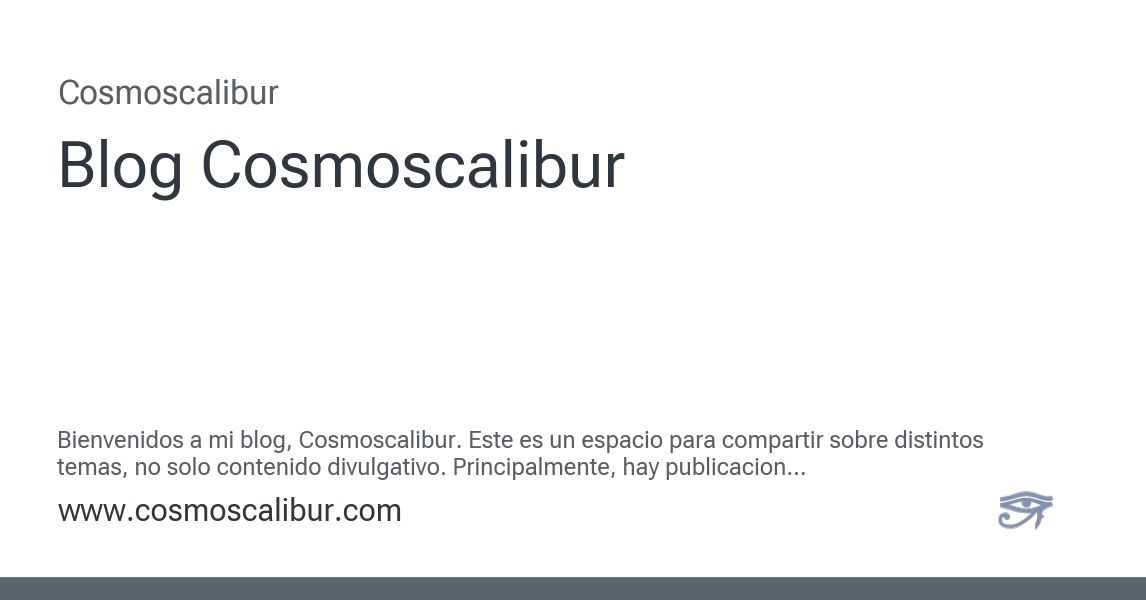 Cosmoscalibur
Blog Cosmoscalibur
Bienvenidos a mi blog, Cosmoscalibur. Este es un espacio para compartir sobre distintos
temas, no solo contenido divulgativo. Principalmente, hay publicacion...
www.cosmoscalibur.com